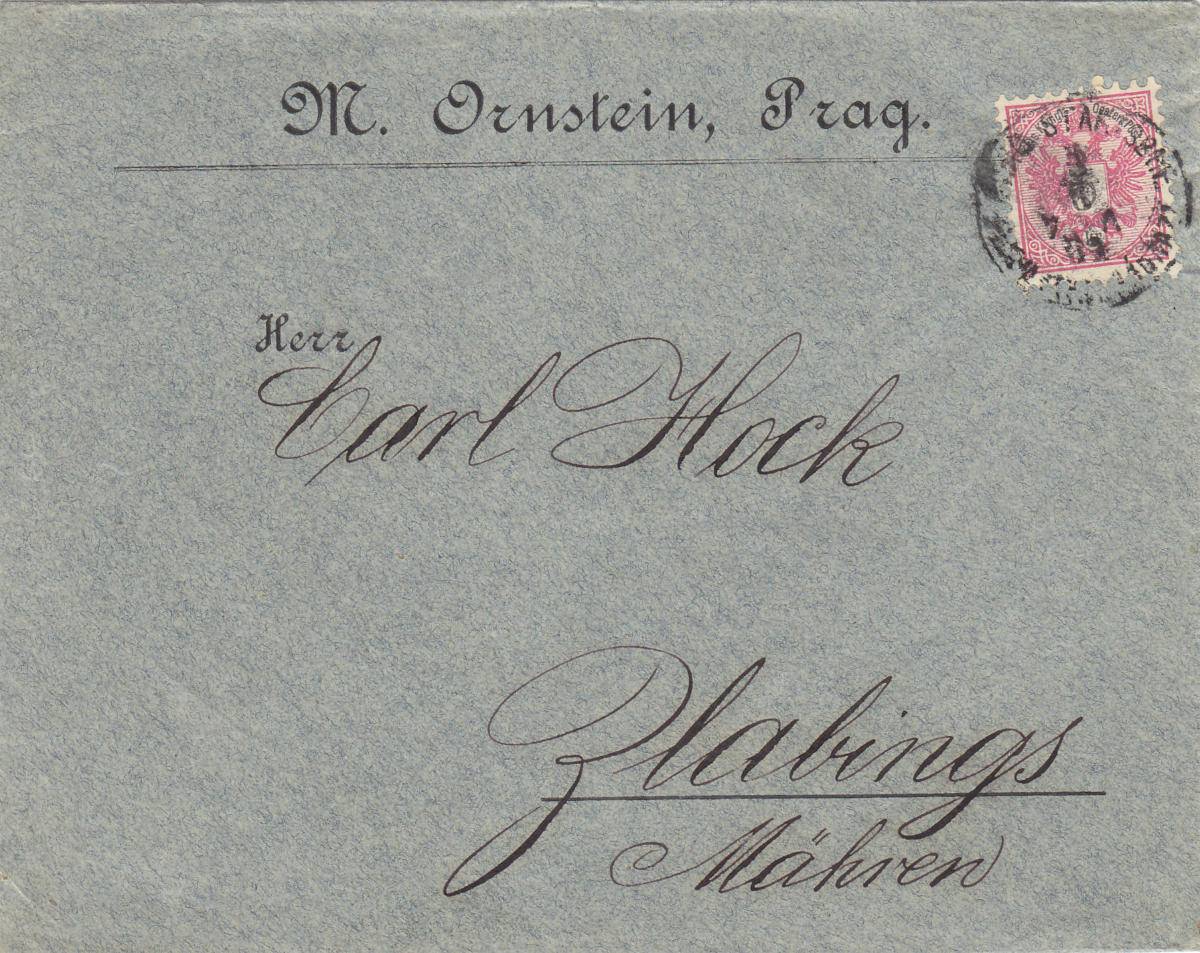 M. Ornstein, Prag.
Herr
Carl Hock
Zlabings
Mähren